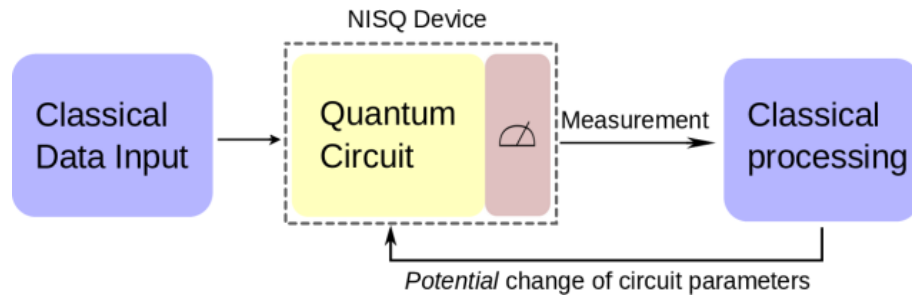 NISQ Device
Classical
Data Input
Quantum
Circuit
Measurement
Classical
processing
Potential change of circuit parameters